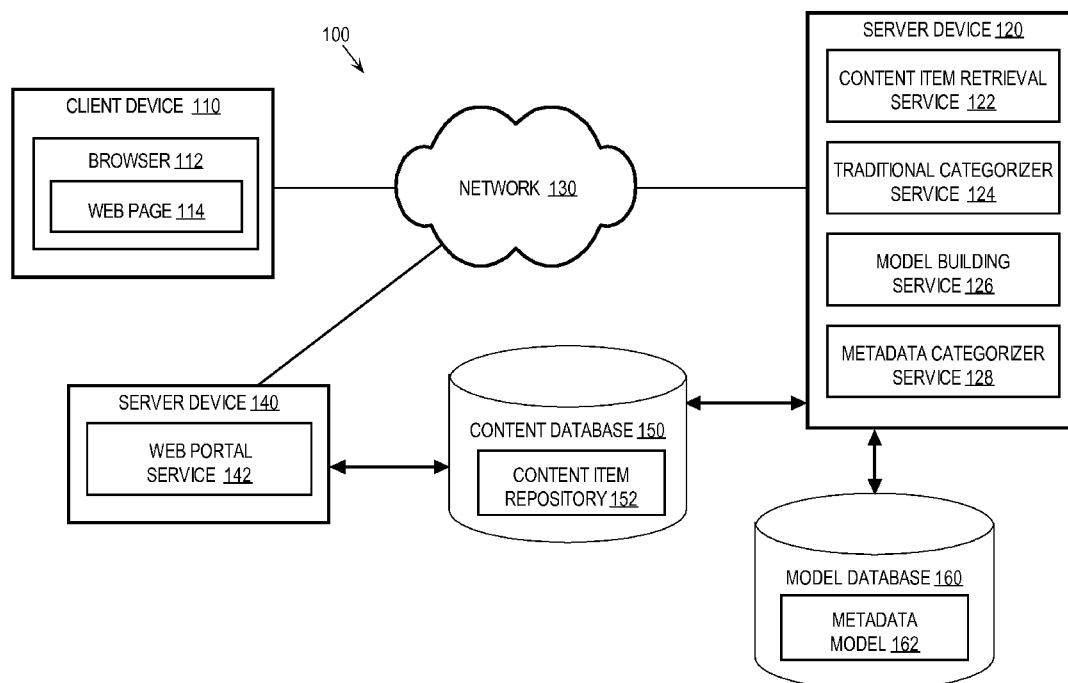 100
CLIENT DEVICE 110
BROWSER 112
WEB PAGE 114
NETWORK 130
SERVER DEVICE 120
CONTENT ITEM RETRIEVAL
SERVICE 122
TRADITIONAL CATEGORIZER
SERVICE 124
MODEL BUILDING
SERVICE 126
METADATA CATEGORIZER
SERVICE 128
SERVER DEVICE 140
WEB PORTAL
SERVICE 142
CONTENT DATABASE 150
CONTENT ITEM
REPOSITORY 152
MODEL DATABASE 160
METADATA
MODEL 162